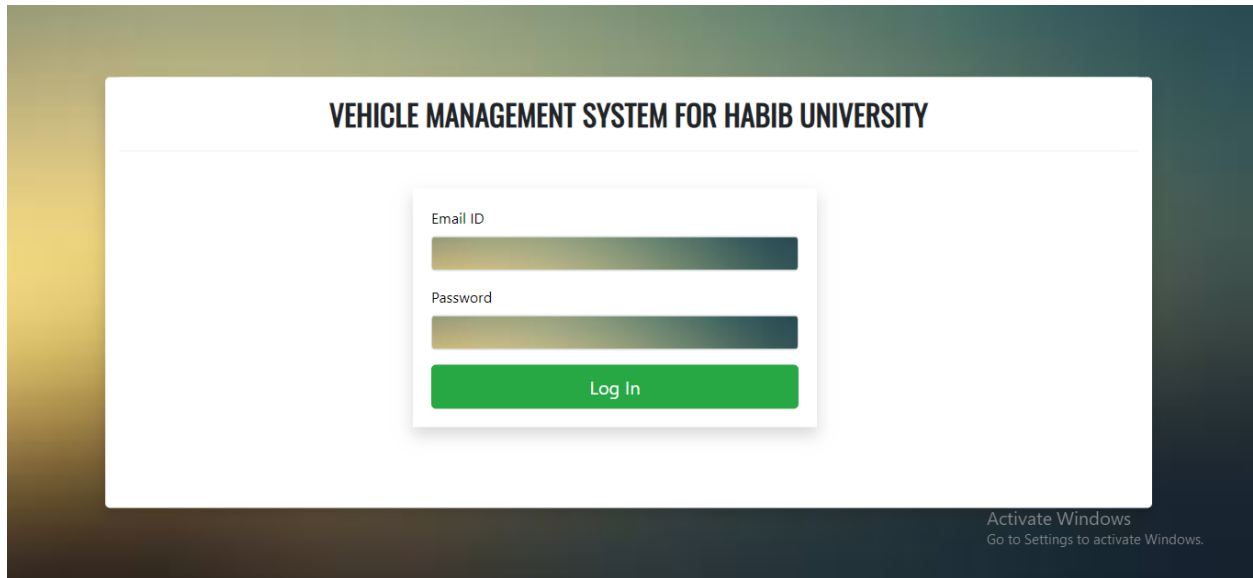 VEHICLE MANAGEMENT SYSTEM FOR HABIB UNIVERSITY
Email ID
Password
Log In
Activate Windows
Go to Settings to activate Windows.